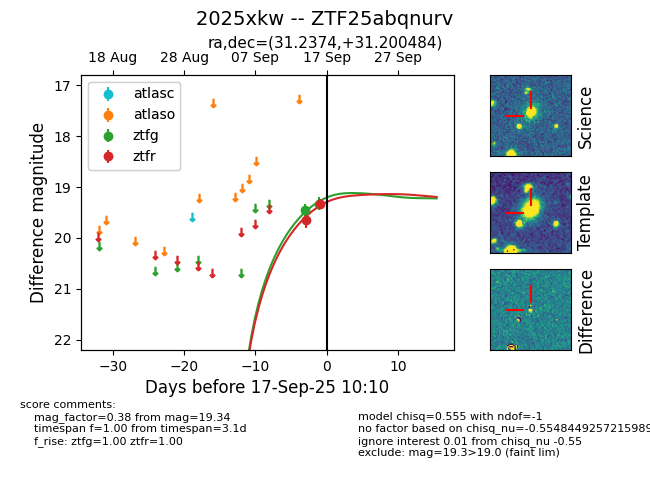 2025xkw -- ZTF25abqnurv
ra,dec=(31.2374,+31.200484)
18 Aug 28 Aug 07 Sep 17 Sep 27 Sep
17
18
19
20
21
22
Difference magnitude
atlasc
atlaso
ztfg
ztfr
−30 −20 −10 0 10
Days before 17-Sep-25 10:10
Science
Template
Difference
score comments:
mag_factor=0.38 from mag=19.34
timespan f=1.00 from timespan=3.1d
f_rise: ztfg=1.00 ztfr=1.00
model chisq=0.555 with ndof=-1
no factor based on chisq_nu=-0.5548449257215989
ignore interest 0.01 from chisq_nu -0.55
exclude: mag=19.3>19.0 (faint lim)